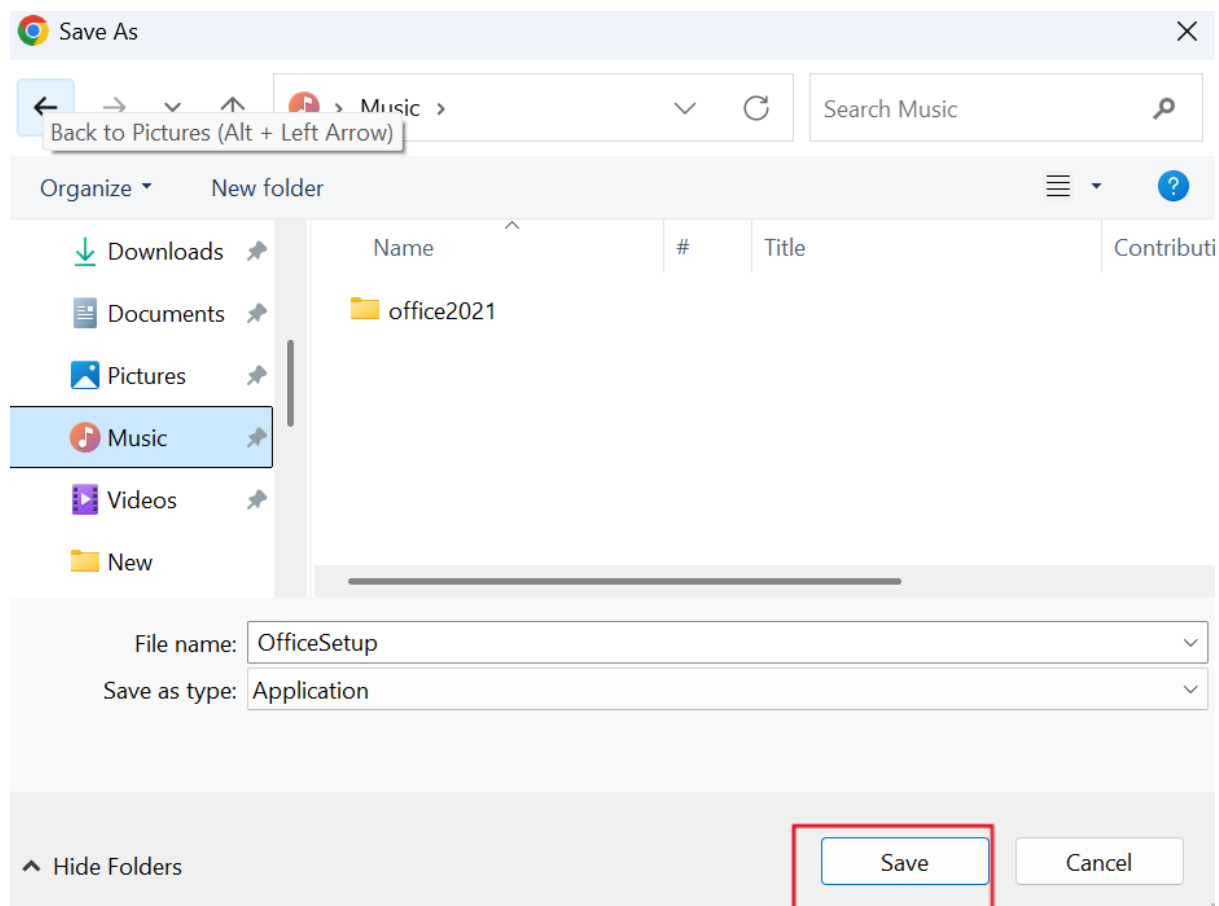 Save As
Music
Search Music
Back to Pictures (Alt + Left Arrow)
Organize New folder
Downloads
Documents
Pictures
Music
Videos
New
Name # Title Contributi
office2021
File name: OfficeSetup
Save as type: Application
Hide Folders Save Cancel